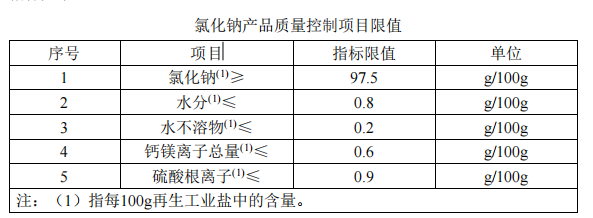 氯化钠产品质量控制项目限值
序号 项目 指标限值 单位
1 氯化钠(1)≥ 97.5 g/100g
2 水分(1)≤ 0.8 g/100g
3 水不溶物(1)≤ 0.2 g/100g
4 钙镁离子总量(1)≤ 0.6 g/100g
5 硫酸根离子(1)≤ 0.9 g/100g
注：（1）指每100g再生工业盐中的含量。